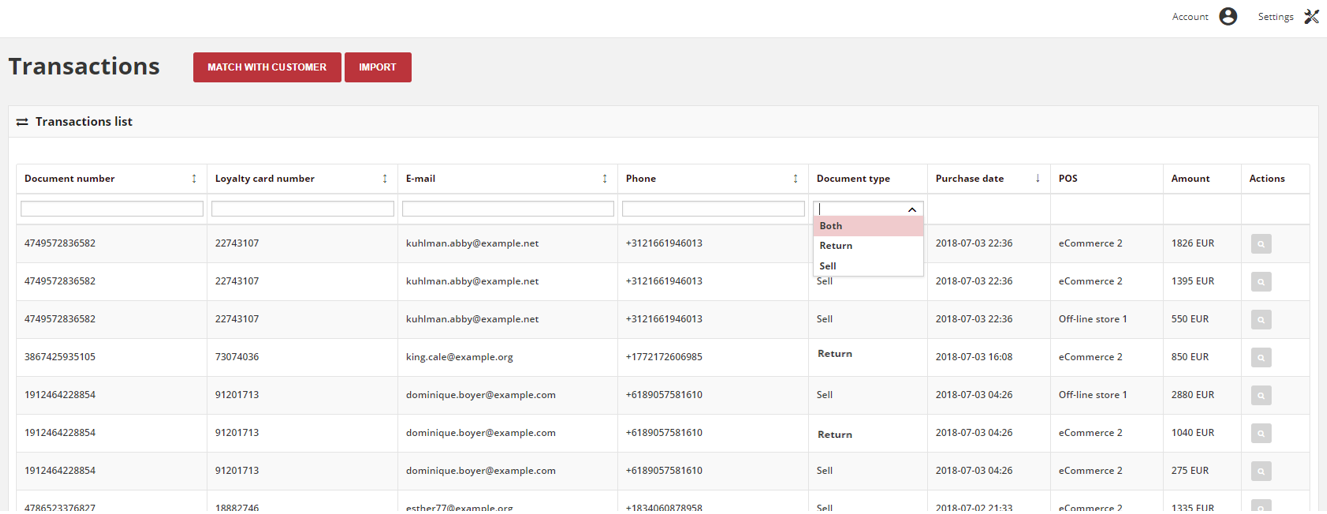 Account Settings
Transactions MATCH WITH CUSTOMER IMPORT
Transactions list
Document number Loyalty card number E-mail Phone Document type Purchase date POS Amount Actions
Both
Return
Sell
4749572836582 22743107 kuhlman.abby@example.net +3121661946013 2018-07-03 22:36 eCommerce 2 1826 EUR
4749572836582 22743107 kuhlman.abby@example.net +3121661946013 Sell 2018-07-03 22:36 eCommerce 2 1395 EUR
4749572836582 22743107 kuhlman.abby@example.net +3121661946013 Sell 2018-07-03 22:36 Off-line store 1 550 EUR
3867425935105 73074036 king.cale@example.org +1772172606985 Return 2018-07-03 16:08 eCommerce 2 850 EUR
1912464228854 91201713 dominique.boyer@example.com +6189057581610 Sell 2018-07-03 04:26 Off-line store 1 2880 EUR
1912464228854 91201713 dominique.boyer@example.com +6189057581610 Return 2018-07-03 04:26 eCommerce 2 1040 EUR
1912464228854 91201713 dominique.boyer@example.com +6189057581610 Sell 2018-07-03 04:26 eCommerce 2 275 EUR
4786523376827 18882746 esther77@example.org +1834060878958 Sell 2018-07-02 21:33 eCommerce 2 1335 EUR